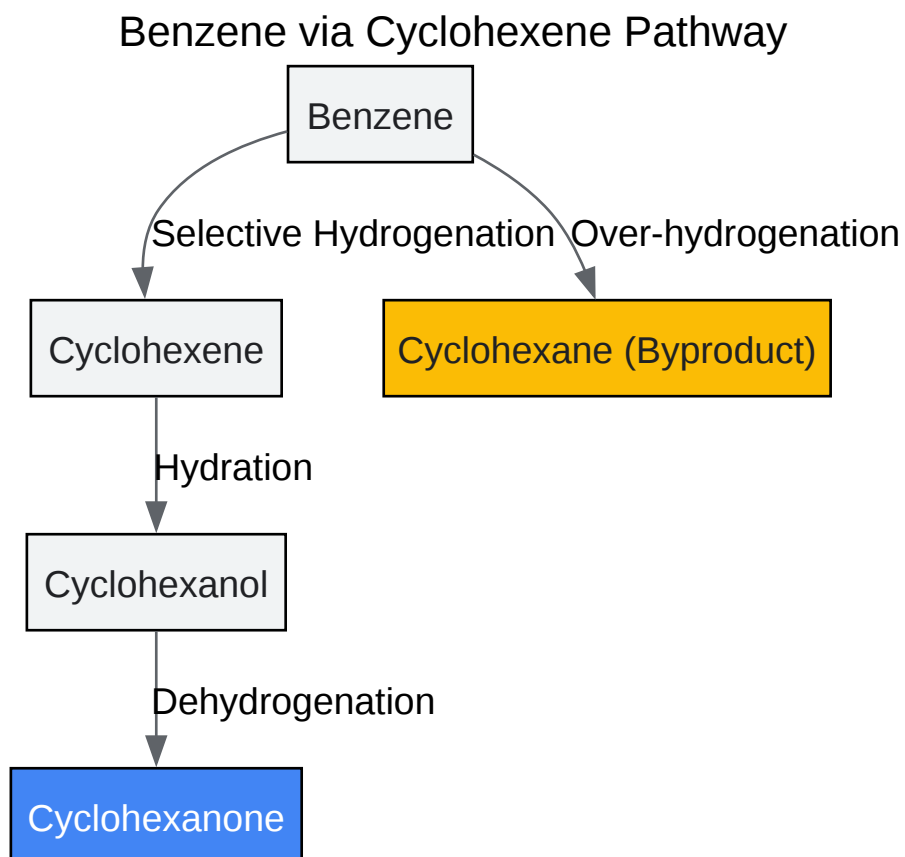 Benzene via Cyclohexene Pathway
Benzene
Selective Hydrogenation
Over-hydrogenation
Cyclohexene
Cyclohexane (Byproduct)
Hydration
Cyclohexanol
Dehydrogenation
Cyclohexanone